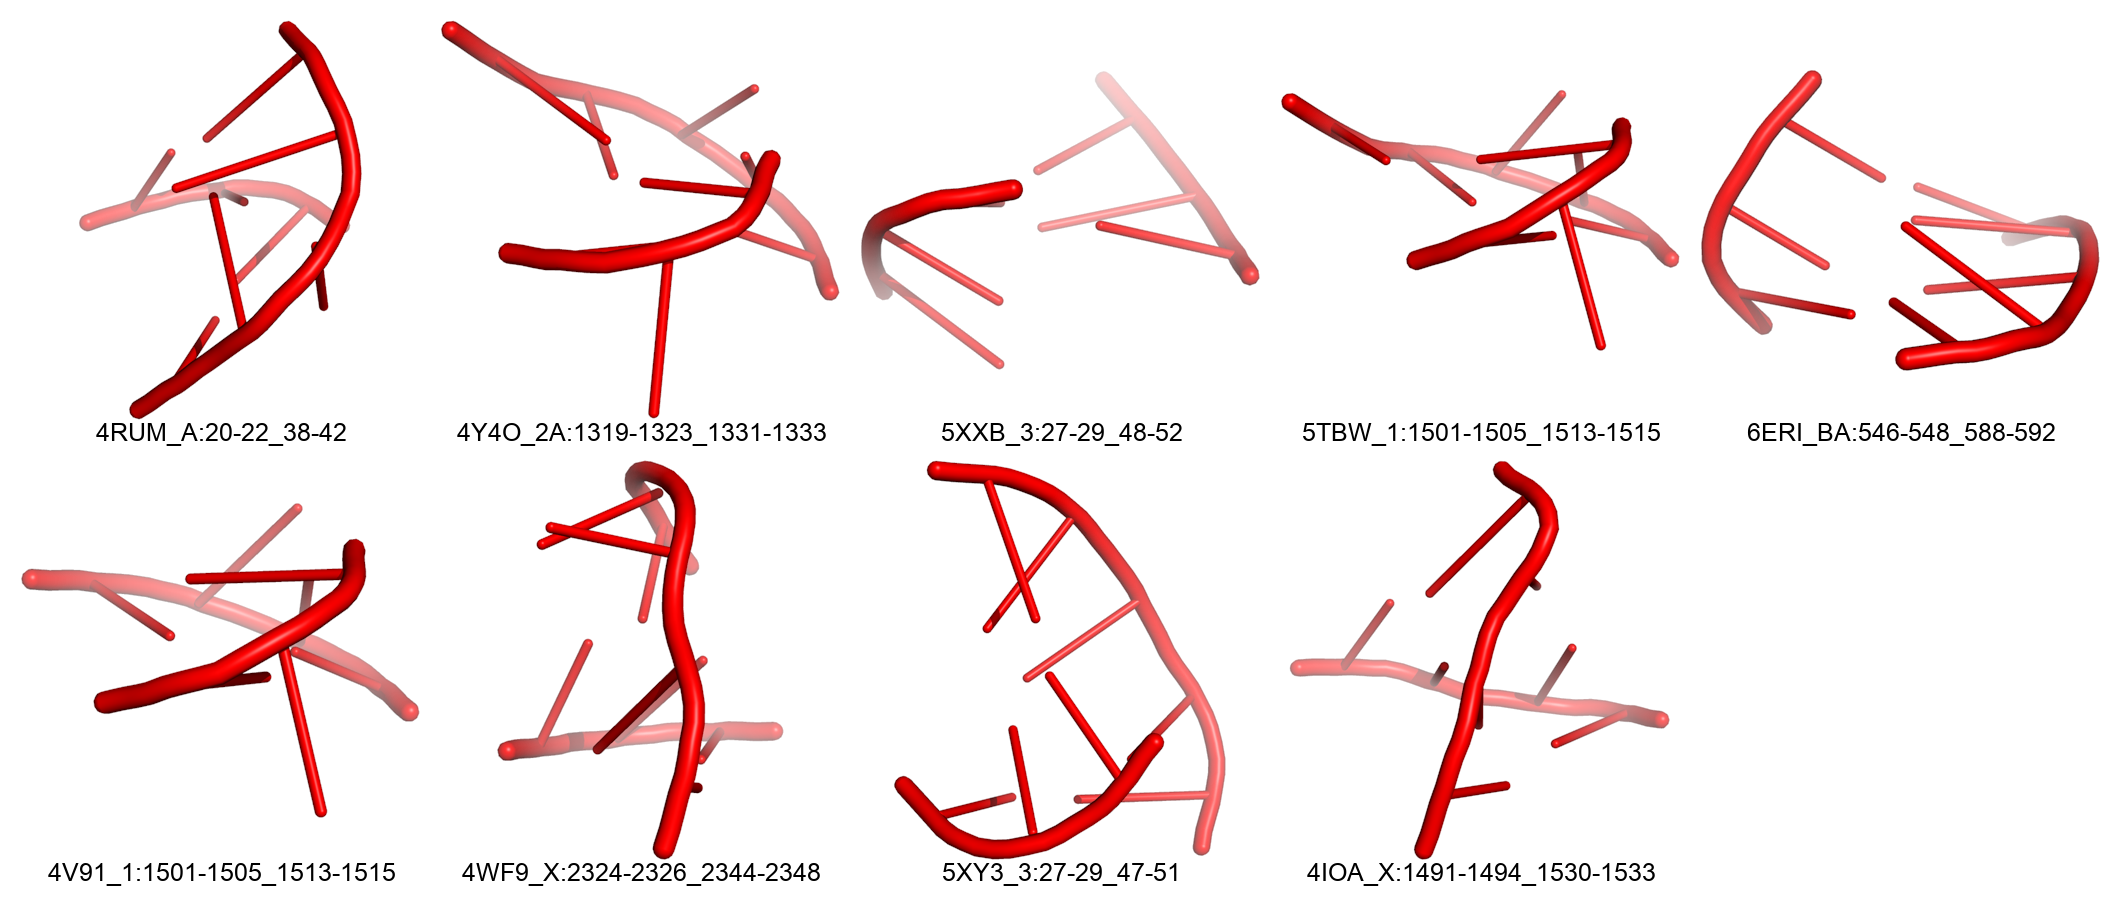 4RUM_A:20-22_38-42
4Y4O_2A:1319-1323_1331-1333
5XXB_3:27-29_48-52
5TBW_1:1501-1505_1513-1515
6ERI_BA:546-548_588-592
4V91_1:1501-1505_1513-1515
4WF9_X:2324-2326_2344-2348
5XY3_3:27-29_47-51
4IOA_X:1491-1494_1530-1533